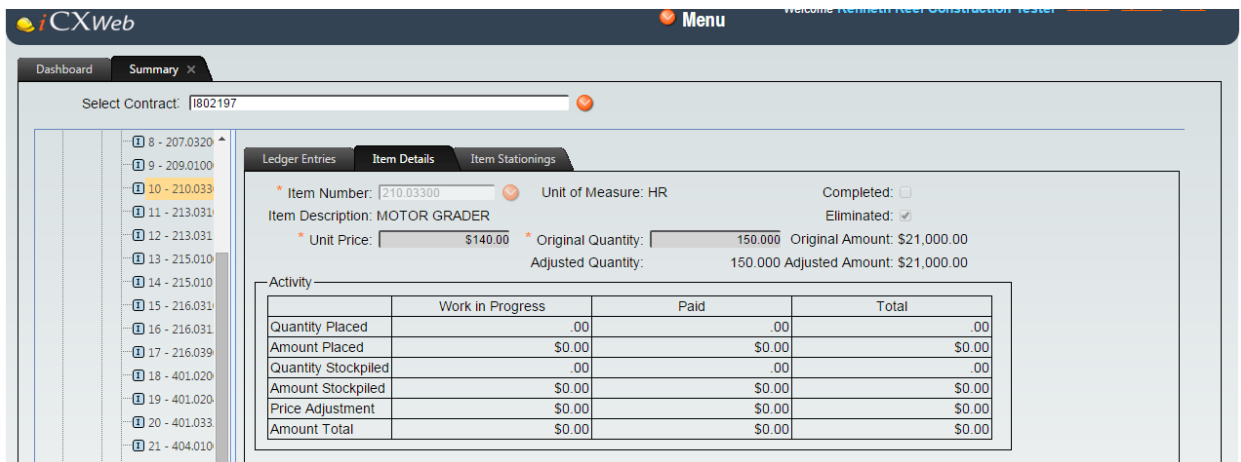 iCXWeb
Menu
Welcome Kenneth Reel Construction Tester
Dashboard
Summary ×
Select Contract: I802197
8 - 207.0320
9 - 209.0100
10 - 210.033
11 - 213.031
12 - 213.031
13 - 215.010
14 - 215.010
15 - 216.031
16 - 216.031
17 - 216.039
18 - 401.020
19 - 401.020
20 - 401.033
21 - 404.010
Ledger Entries
Item Details
Item Stationings
* Item Number: 210.03300 Unit of Measure: HR Completed:
Item Description: MOTOR GRADER Eliminated:
* Unit Price: $140.00 * Original Quantity: 150.000 Original Amount: $21,000.00
Adjusted Quantity: 150.000 Adjusted Amount: $21,000.00
Activity
Work in Progress Paid Total
Quantity Placed .00 .00 .00
Amount Placed $0.00 $0.00 $0.00
Quantity Stockpiled .00 .00 .00
Amount Stockpiled $0.00 $0.00 $0.00
Price Adjustment $0.00 $0.00 $0.00
Amount Total $0.00 $0.00 $0.00